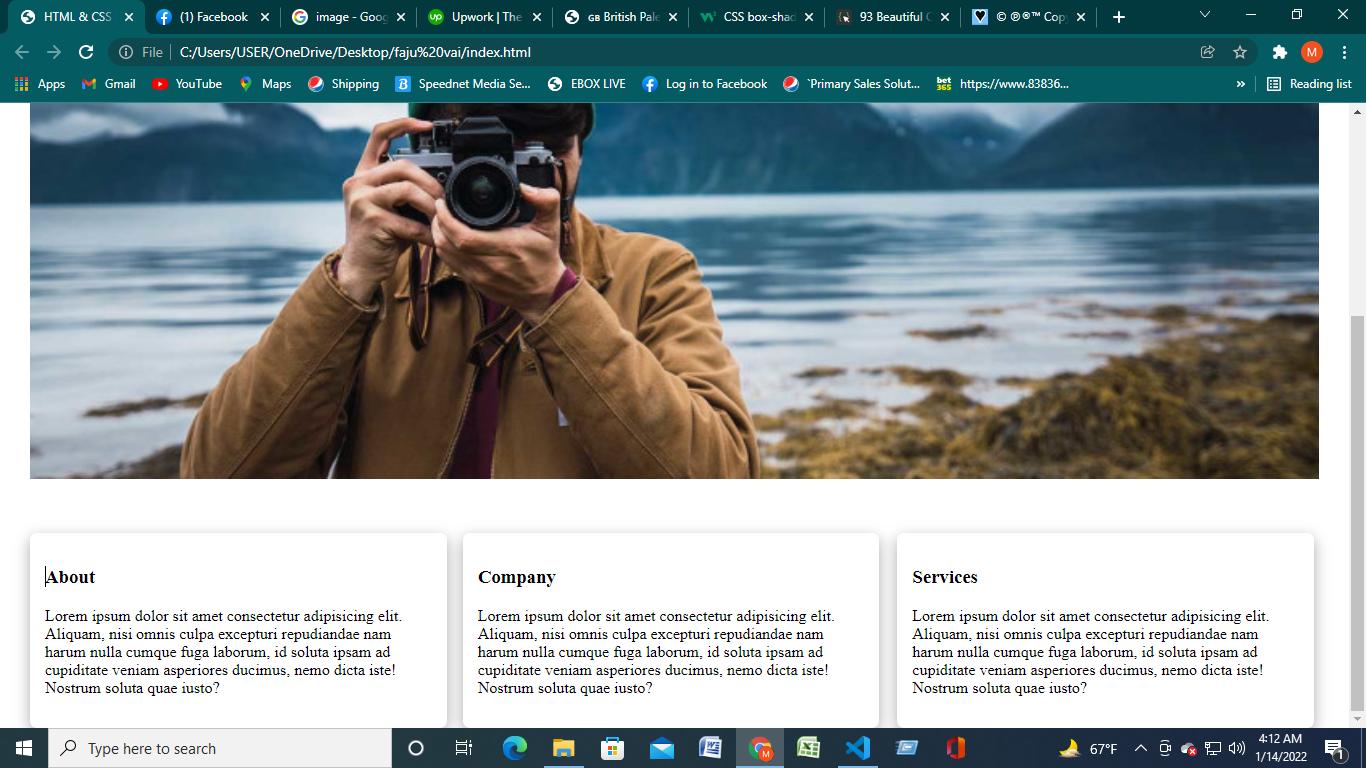 HTML & CSS
(1) Facebook
image - Goog
Upwork | The
GB British Pale
CSS box-shad
93 Beautiful C
© ℗®™ Copy
File
C:/Users/USER/OneDrive/Desktop/faju%20vai/index.html
M
Apps
Gmail
YouTube
Maps
Shipping
Speednet Media Se...
EBOX LIVE
Log in to Facebook
`Primary Sales Solut...
bet365
https://www.83836...
»
Reading list
About
Lorem ipsum dolor sit amet consectetur adipisicing elit.
Aliquam, nisi omnis culpa excepturi repudiandae nam
harum nulla cumque fuga laborum, id soluta ipsam ad
cupiditate veniam asperiores ducimus, nemo dicta iste!
Nostrum soluta quae iusto?
Company
Lorem ipsum dolor sit amet consectetur adipisicing elit.
Aliquam, nisi omnis culpa excepturi repudiandae nam
harum nulla cumque fuga laborum, id soluta ipsam ad
cupiditate veniam asperiores ducimus, nemo dicta iste!
Nostrum soluta quae iusto?
Services
Lorem ipsum dolor sit amet consectetur adipisicing elit.
Aliquam, nisi omnis culpa excepturi repudiandae nam
harum nulla cumque fuga laborum, id soluta ipsam ad
cupiditate veniam asperiores ducimus, nemo dicta iste!
Nostrum soluta quae iusto?
Type here to search
67°F
4:12 AM
1/14/2022
1